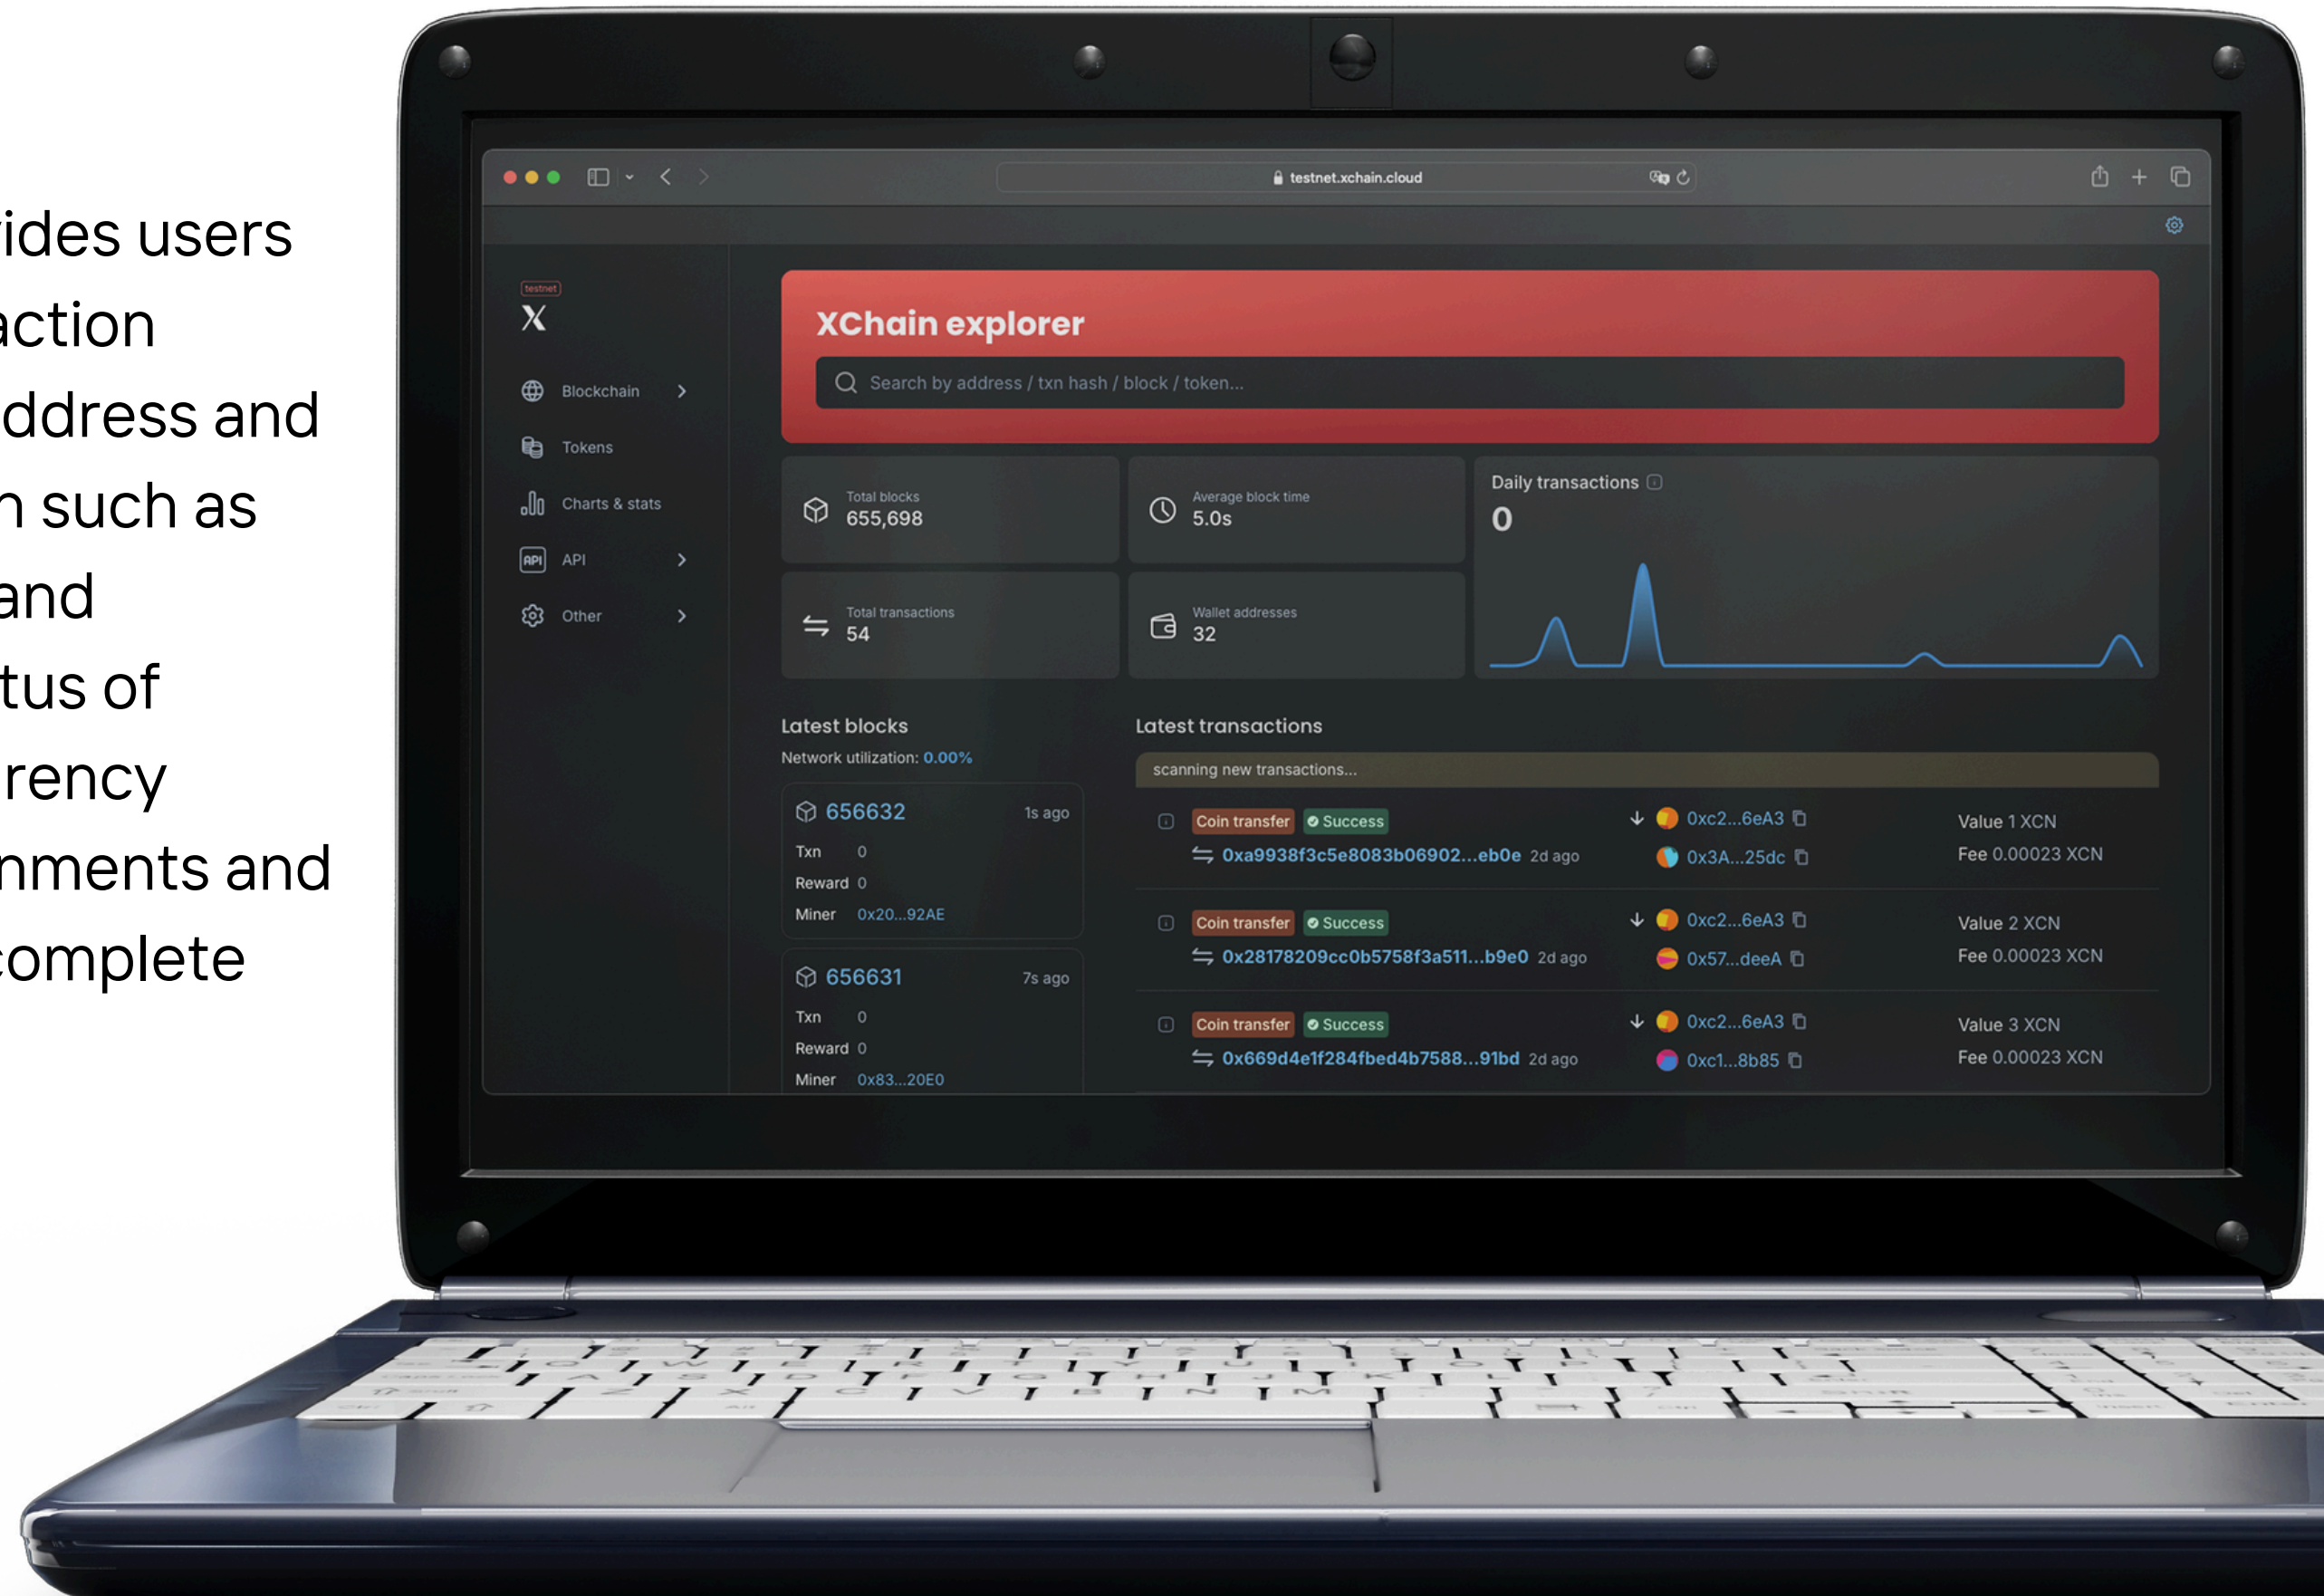 ides users
action
ddress and
n such as
and
tus of
rency
nments and
complete
testnet.xchain.cloud
testnet
X
Blockchain
Tokens
Charts & stats
API API
Other
XChain explorer
Search by address / txn hash / block / token...
Total blocks
655,698
Average block time
5.0s
Total transactions
54
Wallet addresses
32
Daily transactions
0
Latest blocks
Network utilization: 0.00%
656632 1s ago
Txn 0
Reward 0
Miner 0x20...92AE
656631 7s ago
Txn 0
Reward 0
Miner 0x83...20E0
Latest transactions
scanning new transactions...
Coin transfer Success
0xa9938f3c5e8083b06902...eb0e 2d ago
0xc2...6eA3
0x3A...25dc
Value 1 XCN
Fee 0.00023 XCN
Coin transfer Success
0x28178209cc0b5758f3a511...b9e0 2d ago
0xc2...6eA3
0x57...deeA
Value 2 XCN
Fee 0.00023 XCN
Coin transfer Success
0x669d4e1f284fbed4b7588...91bd 2d ago
0xc2...6eA3
0xc1...8b85
Value 3 XCN
Fee 0.00023 XCN